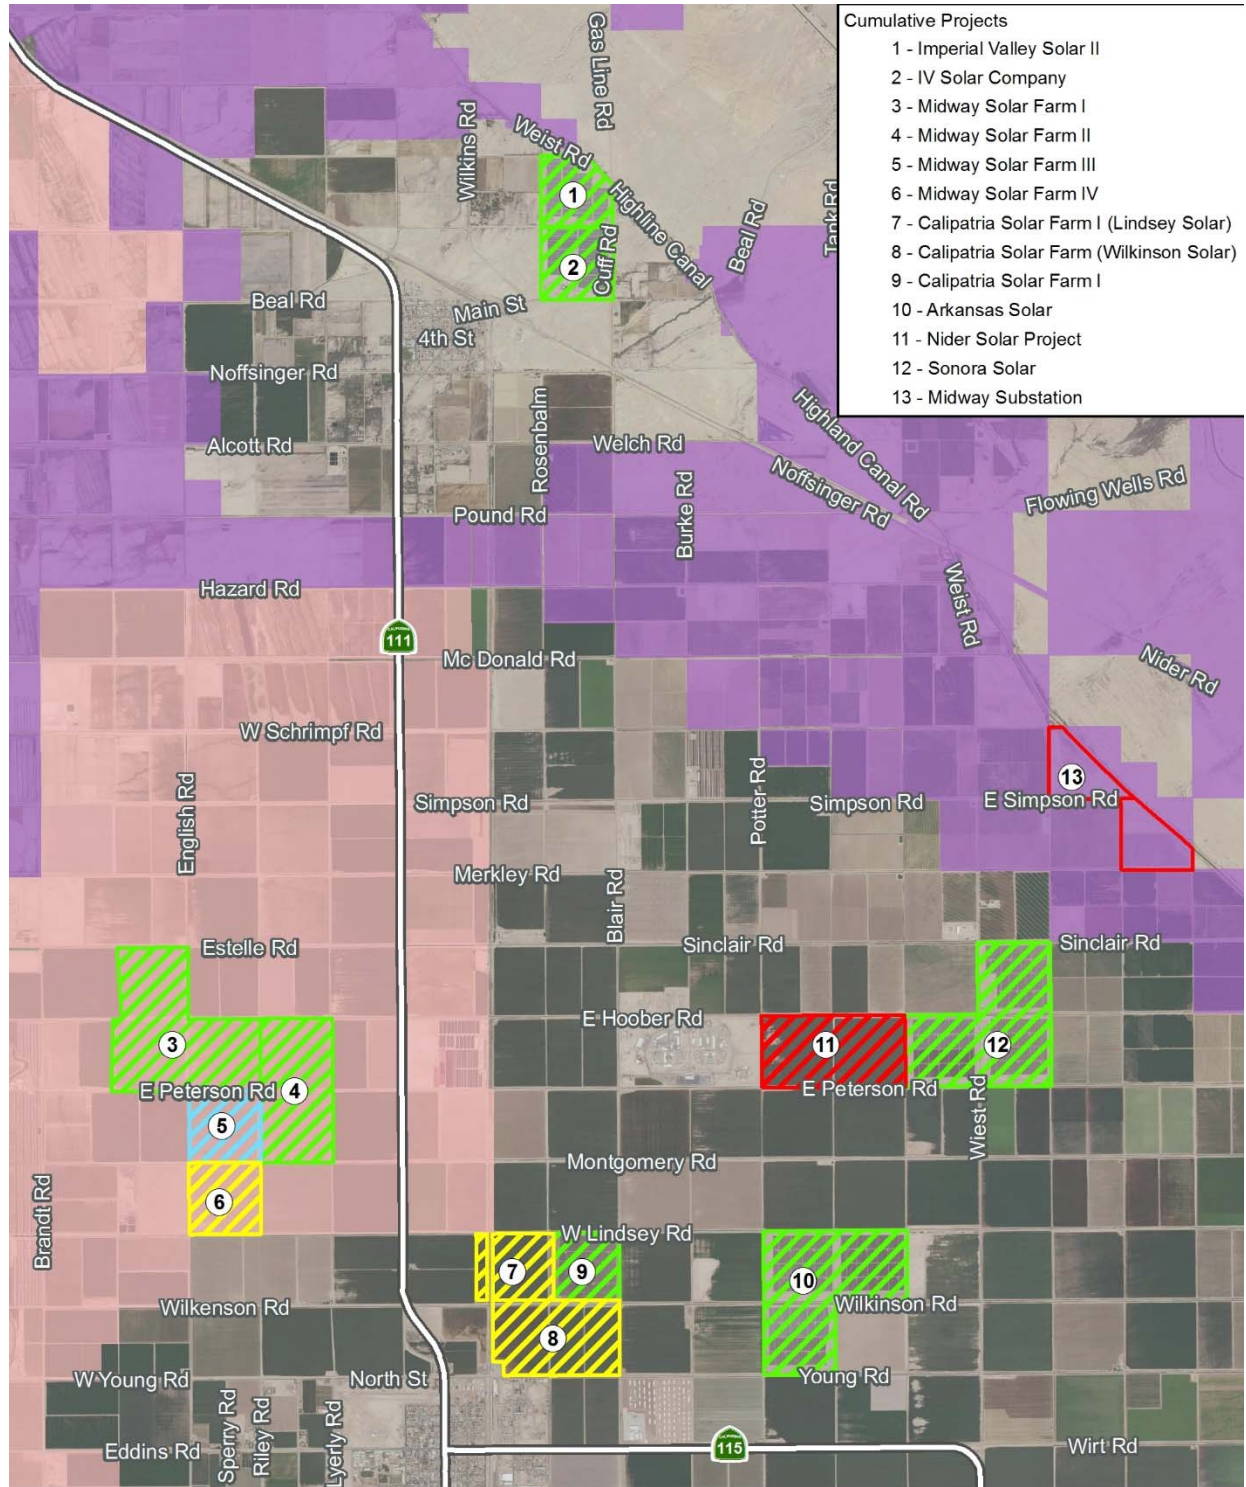 Cumulative Projects
1 - Imperial Valley Solar II
2 - IV Solar Company
3 - Midway Solar Farm I
4 - Midway Solar Farm II
5 - Midway Solar Farm III
6 - Midway Solar Farm IV
7 - Calipatria Solar Farm I (Lindsey Solar)
8 - Calipatria Solar Farm (Wilkinson Solar)
9 - Calipatria Solar Farm I
10 - Arkansas Solar
11 - Nider Solar Project
12 - Sonora Solar
13 - Midway Substation
Gas Line Rd
Wilkins Rd
Weist Rd
1
Highline Canal
Beal Rd
Tank Rd
2
Cuff Rd
Beal Rd
Main St
4th St
Noffsinger Rd
Alcott Rd
Rosenbalm
Welch Rd
Highland Canal Rd
Noffsinger Rd
Flowing Wells Rd
Pound Rd
Burke Rd
Hazard Rd
Weist Rd
CALIFORNIA
111
Mc Donald Rd
Nider Rd
W Schrimpf Rd
13
English Rd
Simpson Rd
Potter Rd
Simpson Rd
E Simpson Rd
Merkley Rd
Blair Rd
Estelle Rd
Sinclair Rd
Sinclair Rd
E Hoober Rd
3
11
12
E Peterson Rd
4
E Peterson Rd
5
Wiest Rd
Montgomery Rd
6
Brandt Rd
W Lindsey Rd
7
9
10
Wilkenson Rd
Wilkinson Rd
8
W Young Rd
North St
Young Rd
Sperry Rd
Riley Rd
Lyerly Rd
Eddins Rd
CALIFORNIA
115
Wirt Rd